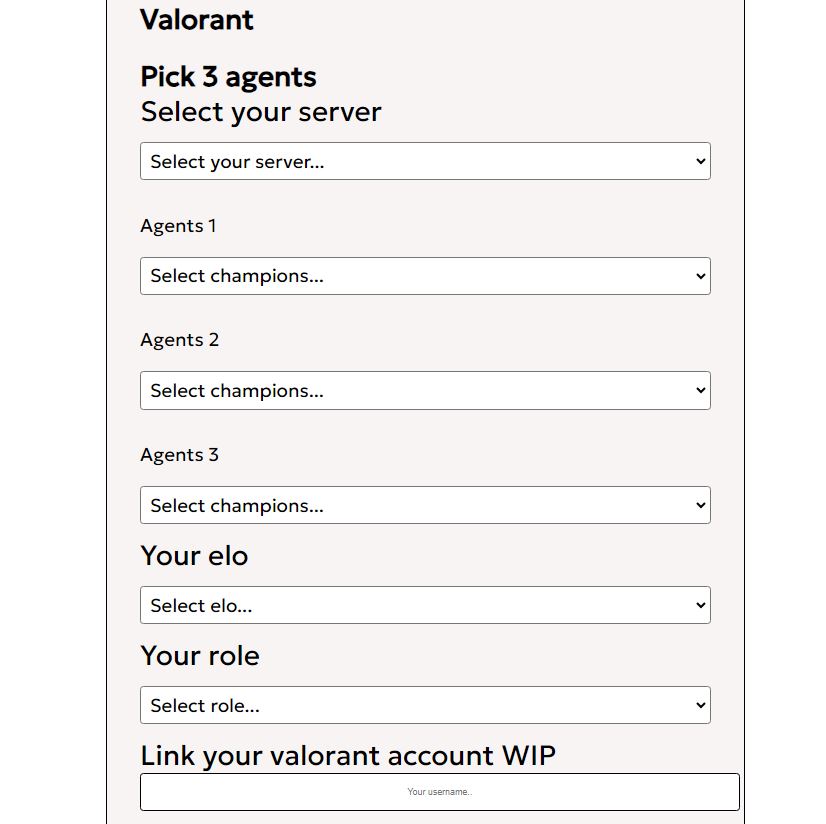 Valorant
Pick 3 agents
Select your server
Select your server...
Agents 1
Select champions...
Agents 2
Select champions...
Agents 3
Select champions...
Your elo
Select elo...
Your role
Select role...
Link your valorant account WIP
Your username..